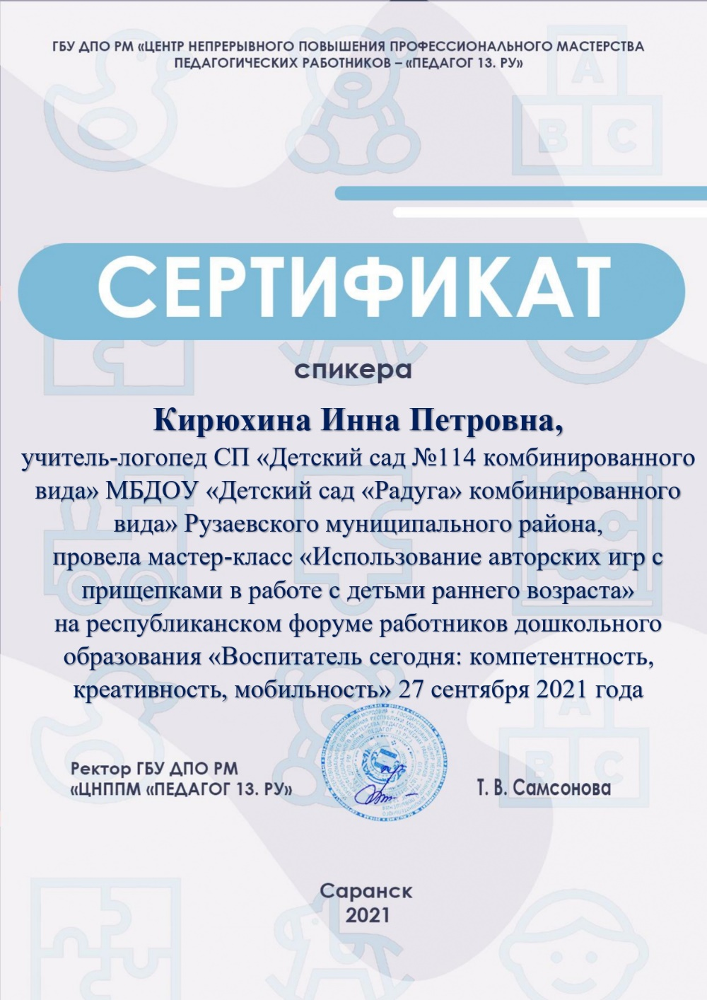 ГБУ ДПО РМ «ЦЕНТР НЕПРЕРЫВНОГО ПОВЫШЕНИЯ ПРОФЕССИОНАЛЬНОГО МАСТЕРСТВА
ПЕДАГОГИЧЕСКИХ РАБОТНИКОВ – «ПЕДАГОГ 13. РУ»
A
B C
СЕРТИФИКАТ
спикера
Кирюхина Инна Петровна,
учитель-логопед СП «Детский сад №114 комбинированного
вида» МБДОУ «Детский сад «Радуга» комбинированного
вида» Рузаевского муниципального района,
провела мастер-класс «Использование авторских игр с
прищепками в работе с детьми раннего возраста»
на республиканском форуме работников дошкольного
образования «Воспитатель сегодня: компетентность,
креативность, мобильность» 27 сентября 2021 года
A
B C
Ректор ГБУ ДПО РМ
«ЦНППМ «ПЕДАГОГ 13. РУ»
Т. В. Самсонова
Саранск
2021